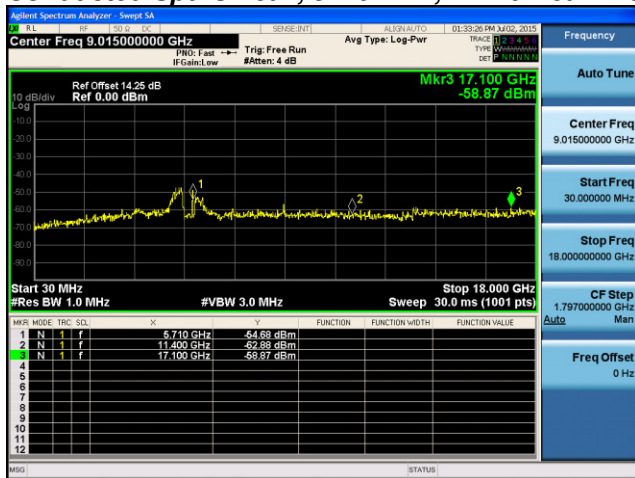 Agilent Spectrum Analyzer - Swept SA
RL RF 50 Ω DC SENSE:INT ALIGN AUTO 01:33:26 PM Jul 02, 2015
Center Freq 9.015000000 GHz
PNO: Fast
IFGain:Low
Trig: Free Run
#Atten: 4 dB
Avg Type: Log-Pwr
TRACE 1 2 3 4 5 6
TYPE
DET P N N N N N
Mkr3 17.100 GHz
-58.87 dBm
Ref Offset 14.25 dB
10 dB/div Ref 0.00 dBm
Log
-10.0
-20.0
-30.0
-40.0
-50.0
-60.0
-70.0
-80.0
-90.0
1
2
3
Start 30 MHz Stop 18.000 GHz
#Res BW 1.0 MHz #VBW 3.0 MHz Sweep 30.0 ms (1001 pts)
MKR MODE TRC SCL X Y FUNCTION FUNCTION WIDTH FUNCTION VALUE
1 N 1 f 5.710 GHz -54.68 dBm
2 N 1 f 11.400 GHz -62.88 dBm
3 N 1 f 17.100 GHz -58.87 dBm
4
5
6
7
8
9
10
11
12
MSG STATUS
Frequency
Auto Tune
Center Freq
9.015000000 GHz
Start Freq
30.000000 MHz
Stop Freq
18.000000000 GHz
CF Step
1.797000000 GHz
Auto Man
Freq Offset
0 Hz